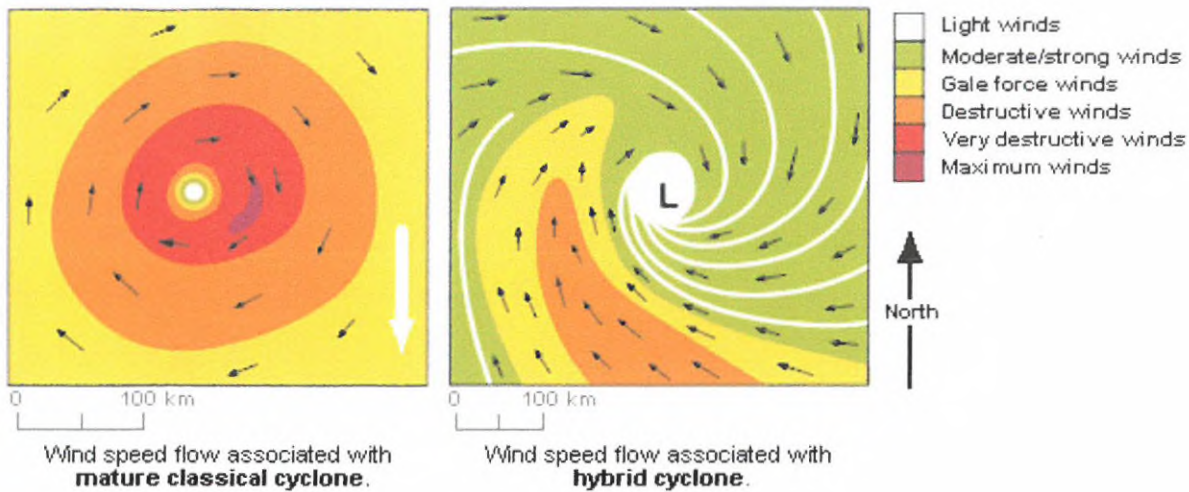 Light winds
Moderate/strong winds
Gale force winds
Destructive winds
Very destructive winds
Maximum winds
L
North
0 100 km
0 100 km
Wind speed flow associated with
mature classical cyclone.
Wind speed flow associated with
hybrid cyclone.